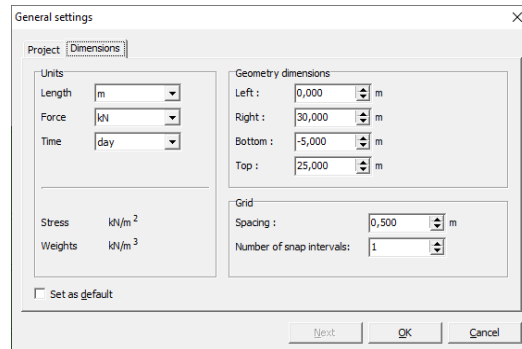 General settings
Project Dimensions
Units
Length m
Force kN
Time day
Stress kN/m 2
Weights kN/m 3
Geometry dimensions
Left : 0,000 m
Right : 30,000 m
Bottom : -5,000 m
Top : 25,000 m
Grid
Spacing : 0,500 m
Number of snap intervals: 1
Set as default
Next OK Cancel